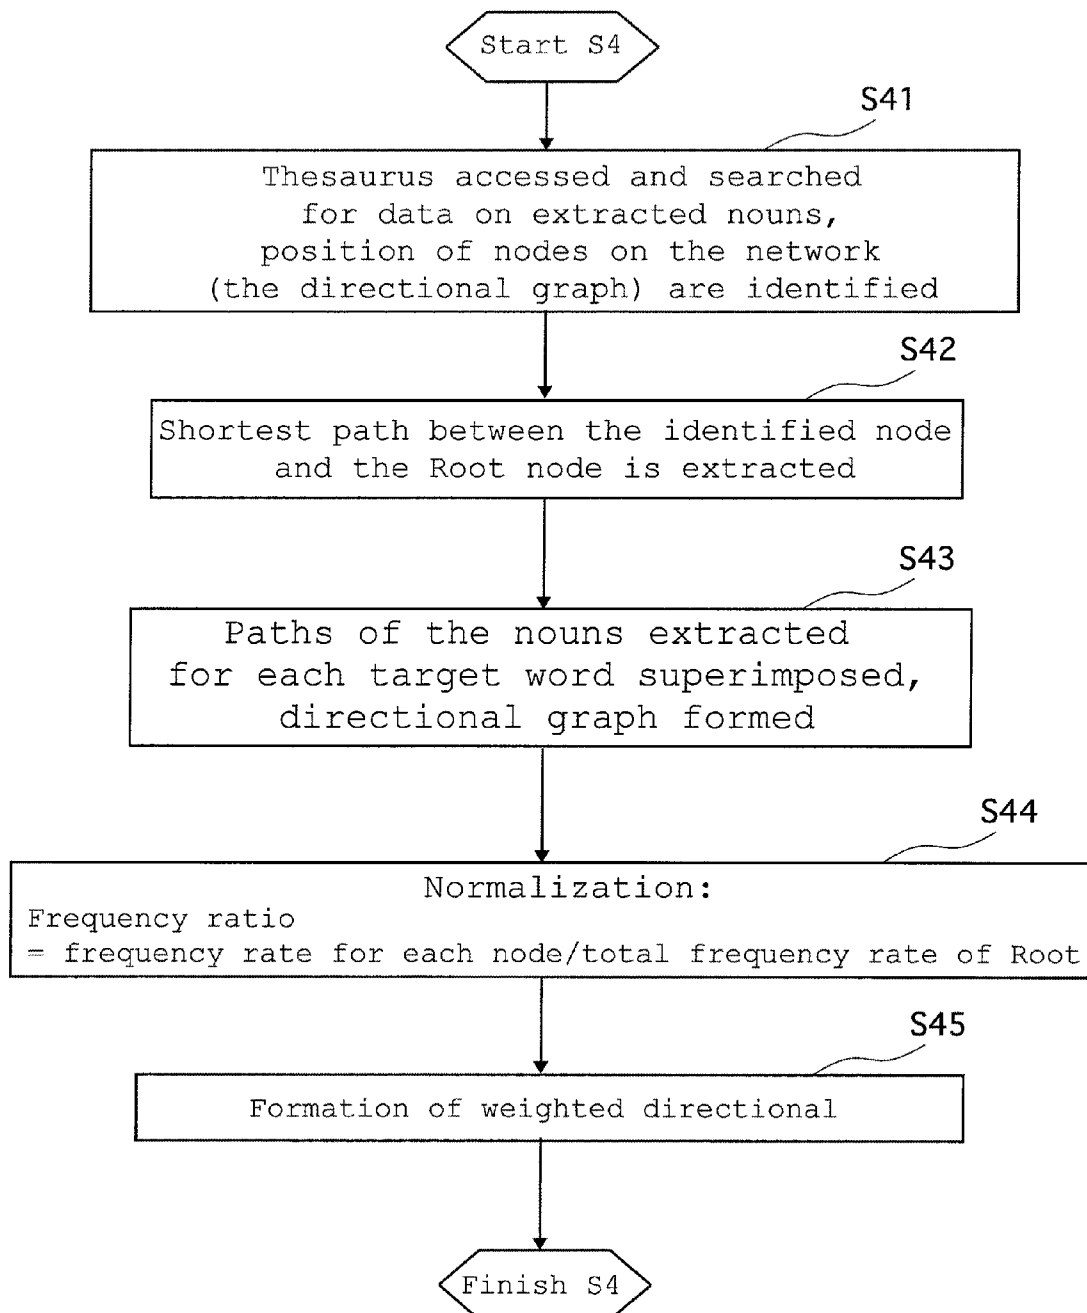 Start S4
S41
Thesaurus accessed and searched
for data on extracted nouns,
position of nodes on the network
(the directional graph) are identified
S42
Shortest path between the identified node
and the Root node is extracted
S43
Paths of the nouns extracted
for each target word superimposed,
directional graph formed
S44
Normalization:
Frequency ratio
= frequency rate for each node/total frequency rate of Root
S45
Formation of weighted directional
Finish S4